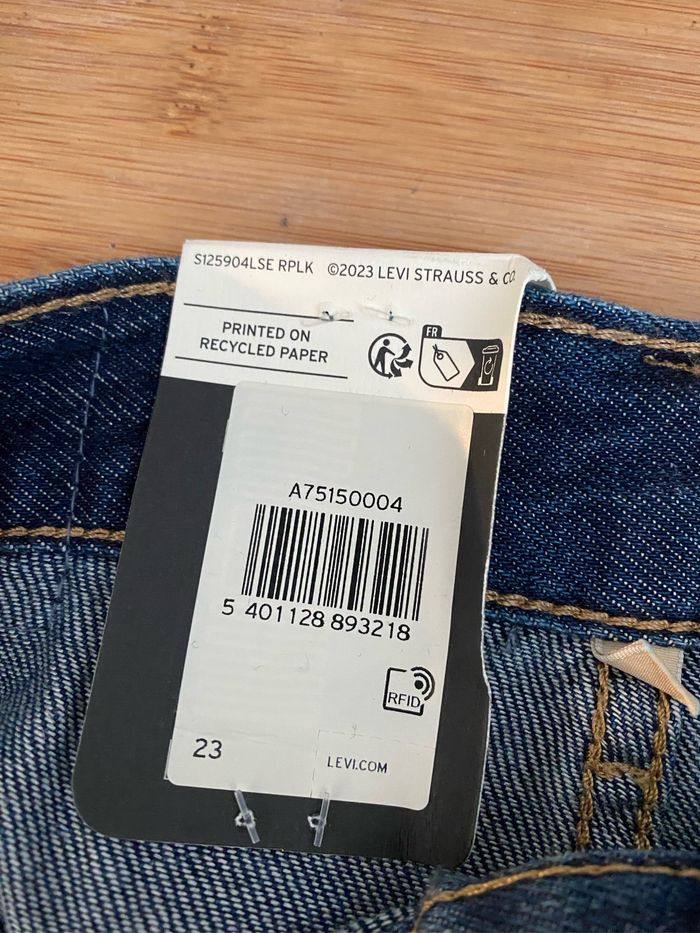 S125904LSE RPLK ©2023 LEVI STRAUSS & CO.
PRINTED ON
RECYCLED PAPER
FR
A75150004
5 401128 893218
RFID
23
LEVI.COM